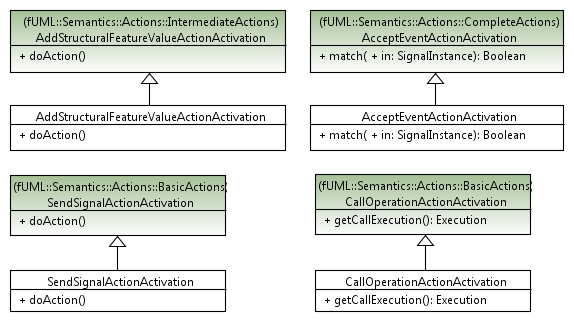 (fUML::Semantics::Actions::IntermediateActions)
AddStructuralFeatureValueActionActivation
+ doAction()
(fUML::Semantics::Actions::CompleteActions)
AcceptEventActionActivation
+ match( + in: SignalInstance): Boolean
AddStructuralFeatureValueActionActivation
+ doAction()
AcceptEventActionActivation
+ match( + in: SignalInstance): Boolean
(fUML::Semantics::Actions::BasicActions)
SendSignalActionActivation
+ doAction()
(fUML::Semantics::Actions::BasicActions)
CallOperationActionActivation
+ getCallExecution(): Execution
SendSignalActionActivation
+ doAction()
CallOperationActionActivation
+ getCallExecution(): Execution